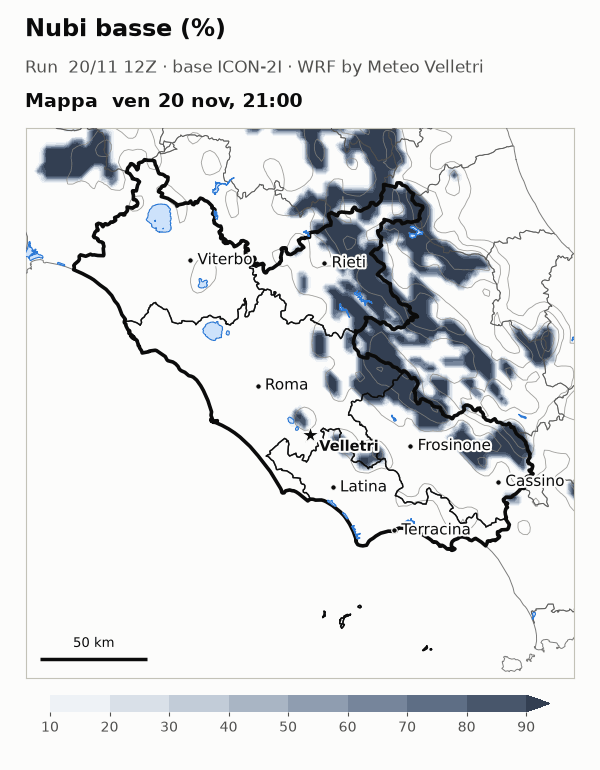 Nubi basse (%)
Run  20/11 12Z · base ICON-2I · WRF by Meteo Velletri
Mappa  ven 20 nov, 21:00
Viterbo
Rieti
Roma
Velletri
Frosinone
Latina
Cassino
Terracina
50 km
10 20 30 40 50 60 70 80 90